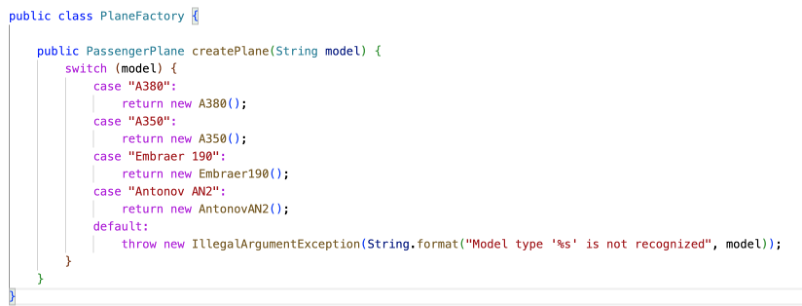 public class PlaneFactory {
public PassengerPlane createPlane(String model) {
switch (model) {
case "A380":
return new A380();
case "A350":
return new A350();
case "Embraer 190":
return new Embraer190();
case "Antonov AN2":
return new AntonovAN2();
default:
throw new IllegalArgumentException(String.format("Model type '%s' is not recognized", model));
}
}
}